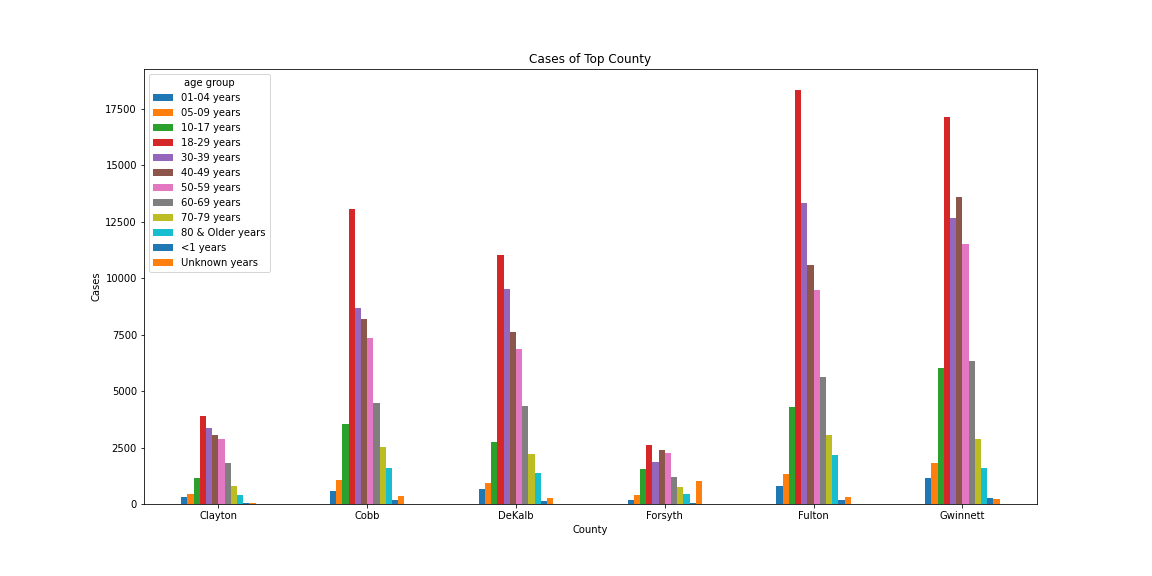 Cases of Top County
age group
01-04 years
05-09 years
10-17 years
18-29 years
30-39 years
40-49 years
50-59 years
60-69 years
70-79 years
80 & Older years
<1 years
Unknown years
17500
15000
12500
10000
7500
5000
2500
0
Cases
Clayton Cobb DeKalb Forsyth Fulton Gwinnett
County